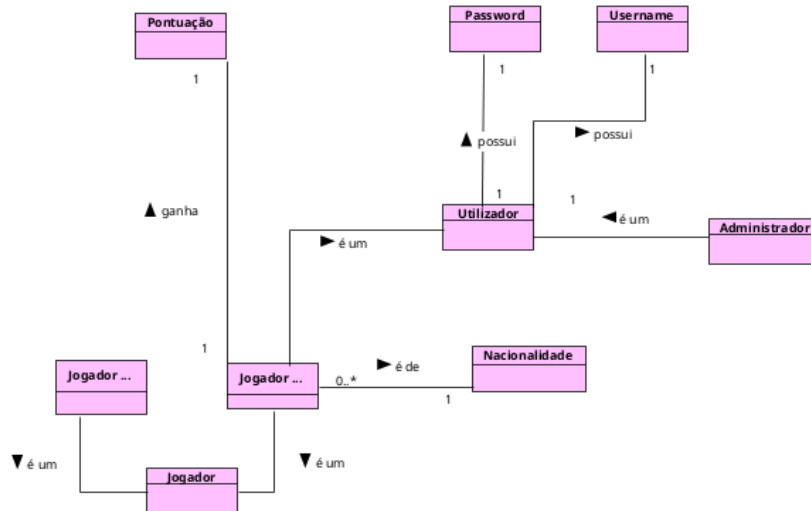 Pontuação
Password
Username
1
1
1
▲ possui
► possui
▲ ganha
1
1
Utilizador
◄ é um
Administrador
► é um
1
Jogador ...
Jogador ...
► é de
Nacionalidade
0..*
1
▼ é um
▼ é um
Jogador